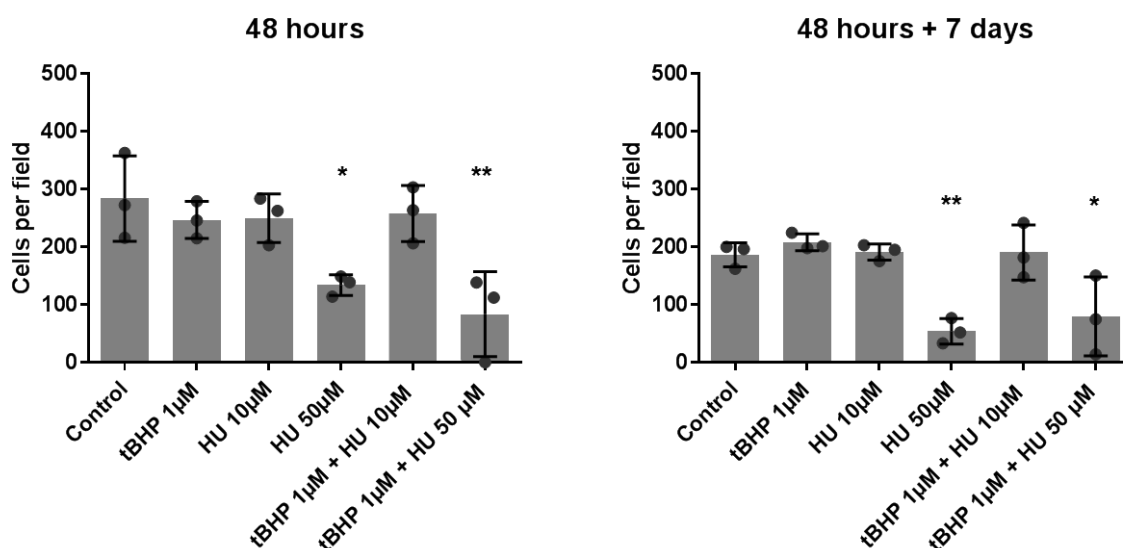 48 hours
Cells per field
500
400
300
200
100
0
*
**
Control
tBHP 1µM
HU 10µM
HU 50µM
tBHP 1µM + HU 10µM
tBHP 1µM + HU 50 µM
48 hours + 7 days
Cells per field
500
400
300
200
100
0
**
*
Control
tBHP 1µM
HU 10µM
HU 50µM
tBHP 1µM + HU 10µM
tBHP 1µM + HU 50 µM